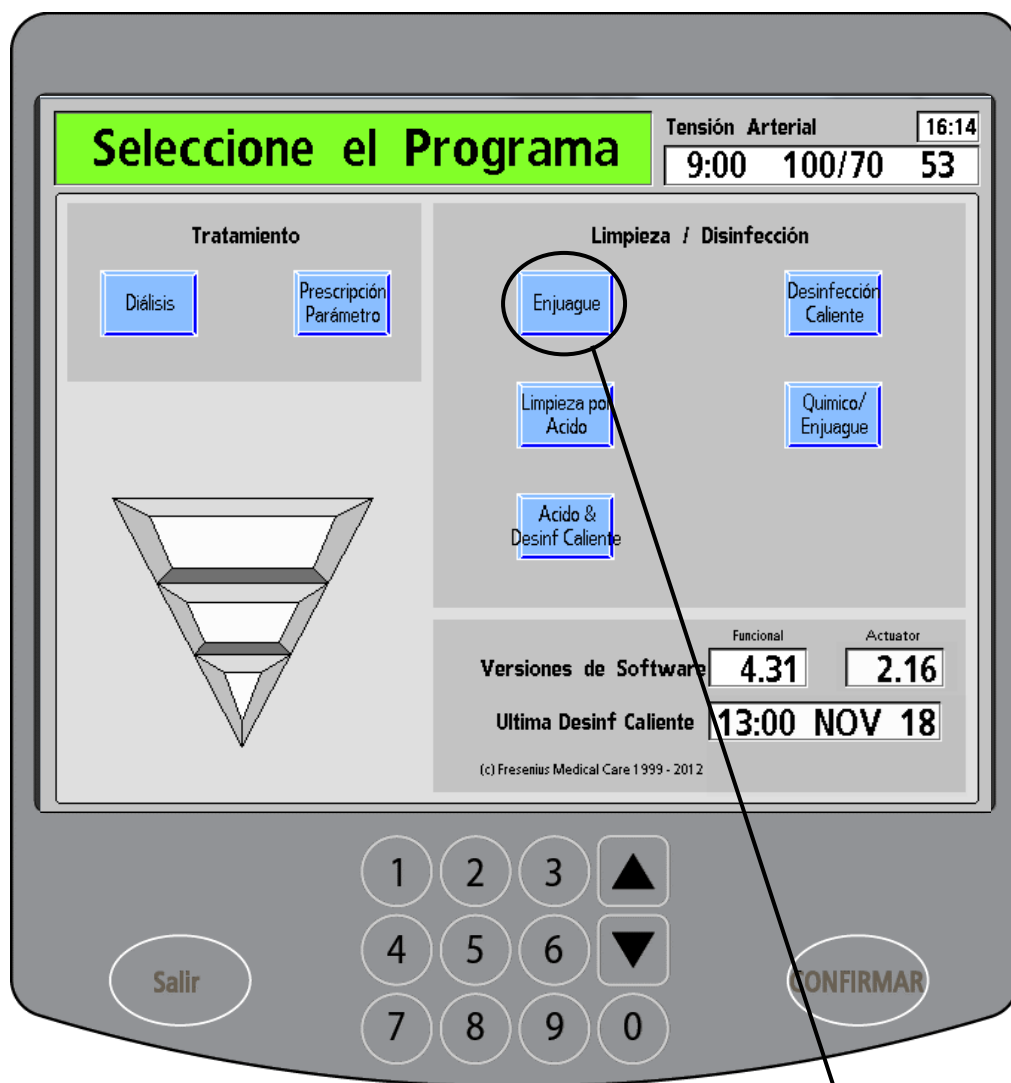 Seleccione el Programa
Tensión Arterial
16:14
9:00 100/70 53
Tratamiento
Diálisis
Prescripción
Parámetro
Limpieza / Disinfección
Enjuague
Desinfección
Caliente
Limpieza por
Acido
Quimico/
Enjuague
Acido &
Desinf Caliente
Funcional
Actuator
Versiones de Software 4.31 2.16
Ultima Desinf Caliente 13:00 NOV 18
(c) Fresenius Medical Care 1999 - 2012
1 2 3
4 5 6
7 8 9 0
Salir
CONFIRMAR